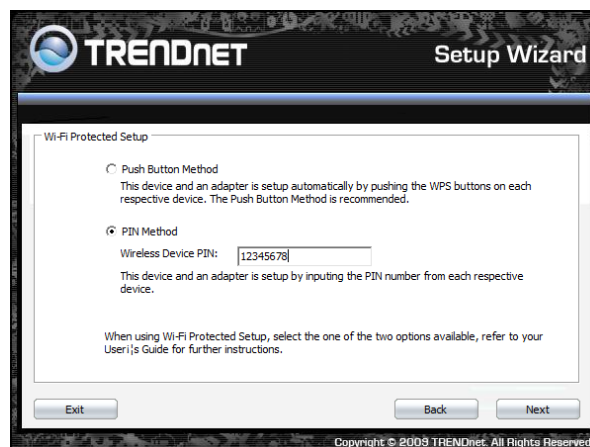 TRENDNET
Setup Wizard
Wi-Fi Protected Setup
Push Button Method
This device and an adapter is setup automatically by pushing the WPS buttons on each
respective device. The Push Button Method is recommended.
PIN Method
Wireless Device PIN: 12345678
This device and an adapter is setup by inputing the PIN number from each respective
device.
When using Wi-Fi Protected Setup, select the one of the two options available, refer to your
Useri¦s Guide for further instructions.
Exit Back Next
Copyright © 2009 TRENDnet. All Rights Reserved